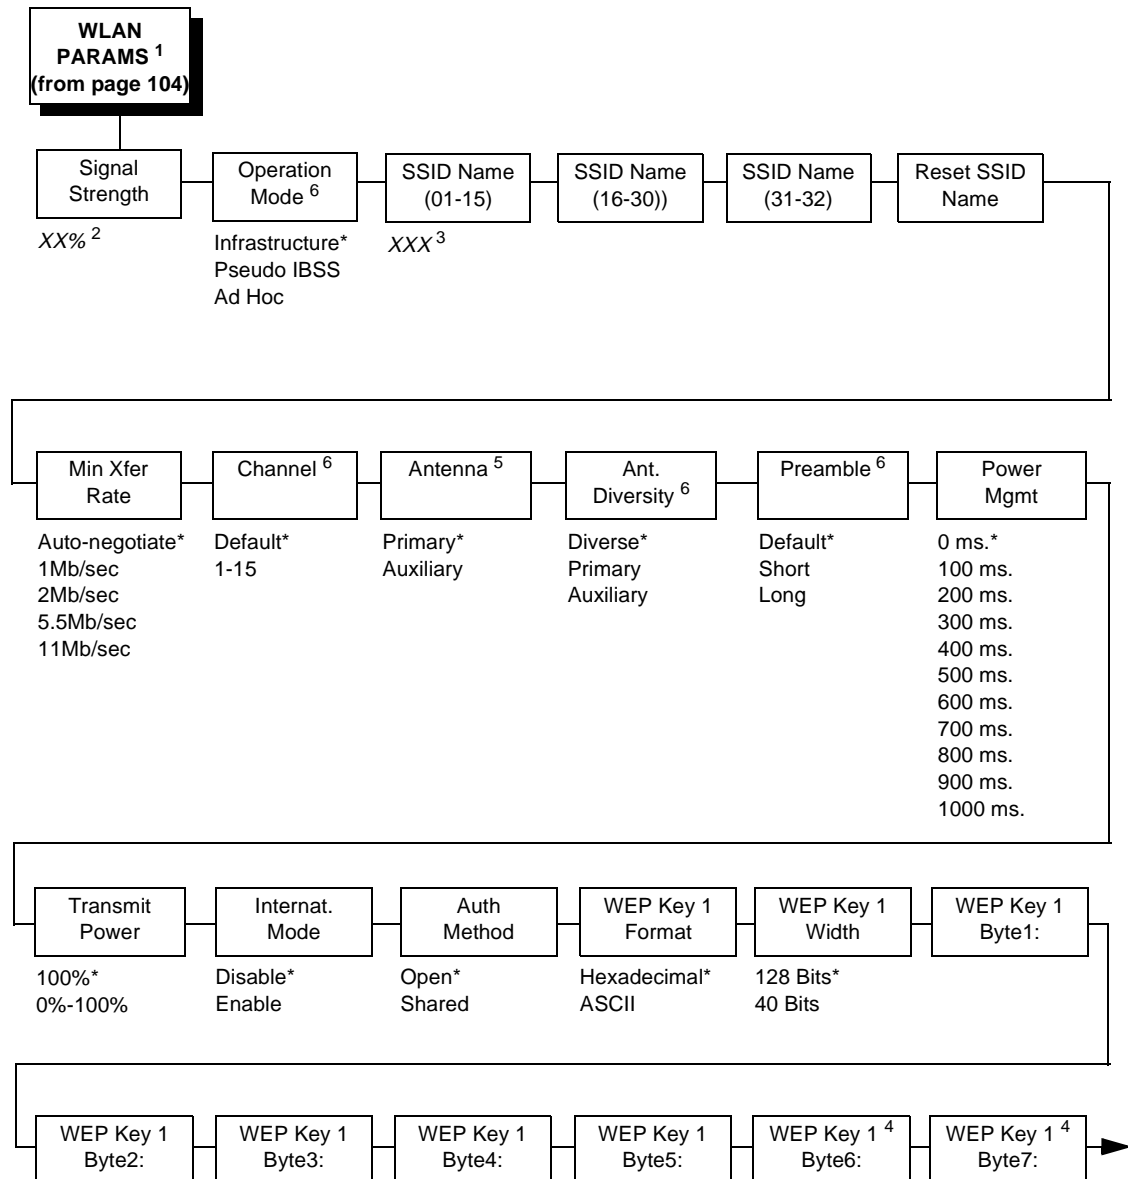 WLAN
PARAMS 1
(from page 104)
Signal
Strength
Operation
Mode 6
SSID Name
(01-15)
SSID Name
(16-30))
SSID Name
(31-32)
Reset SSID
Name
XX% 2
Infrastructure*
Pseudo IBSS
Ad Hoc
XXX 3
Min Xfer
Rate
Channel 6
Antenna 5
Ant.
Diversity 6
Preamble 6
Power
Mgmt
Auto-negotiate*
1Mb/sec
2Mb/sec
5.5Mb/sec
11Mb/sec
Default*
1-15
Primary*
Auxiliary
Diverse*
Primary
Auxiliary
Default*
Short
Long
0 ms.*
100 ms.
200 ms.
300 ms.
400 ms.
500 ms.
600 ms.
700 ms.
800 ms.
900 ms.
1000 ms.
Transmit
Power
Internat.
Mode
Auth
Method
WEP Key 1
Format
WEP Key 1
Width
WEP Key 1
Byte1:
100%*
0%-100%
Disable*
Enable
Open*
Shared
Hexadecimal*
ASCII
128 Bits*
40 Bits
WEP Key 1
Byte2:
WEP Key 1
Byte3:
WEP Key 1
Byte4:
WEP Key 1
Byte5:
WEP Key 1 4
Byte6:
WEP Key 1 4
Byte7: